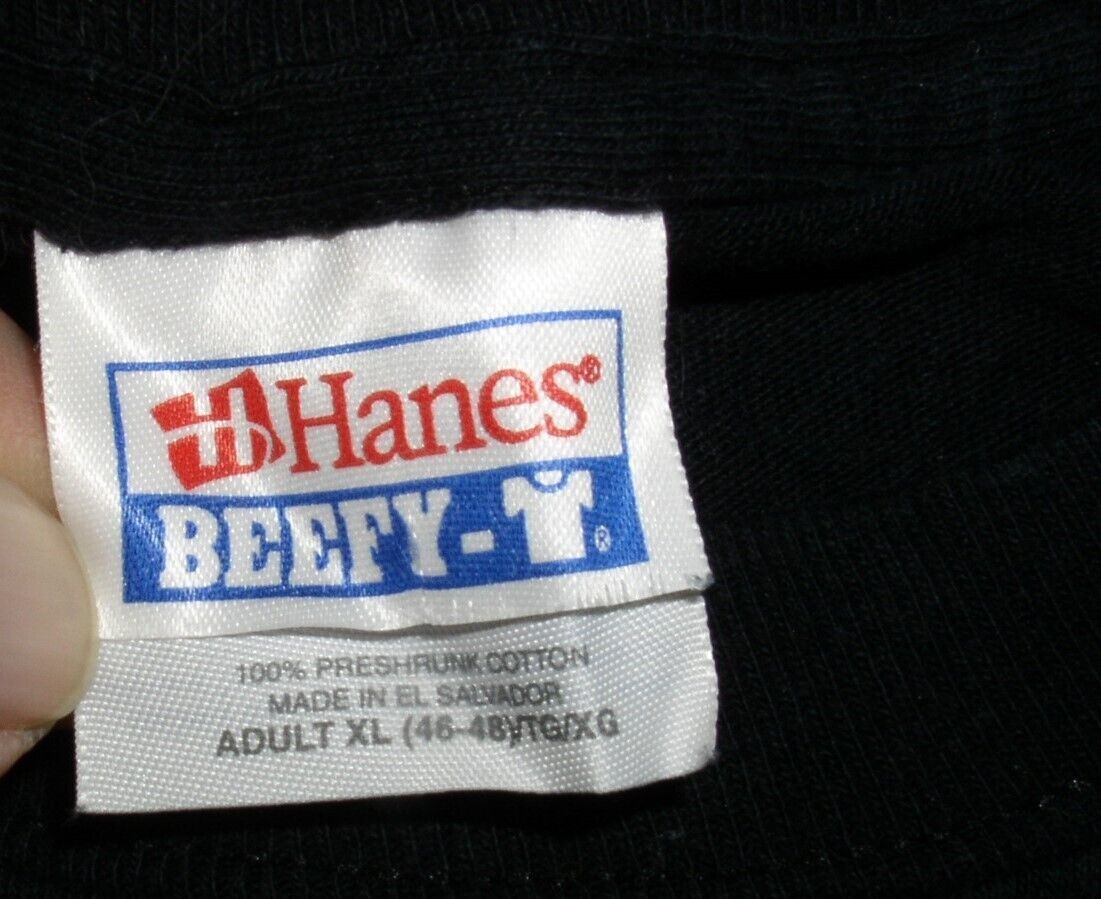 Hanes®
BEEFY-T®
100% PRESHRUNK COTTON
MADE IN EL SALVADOR
ADULT XL (46-48)/TG/XG